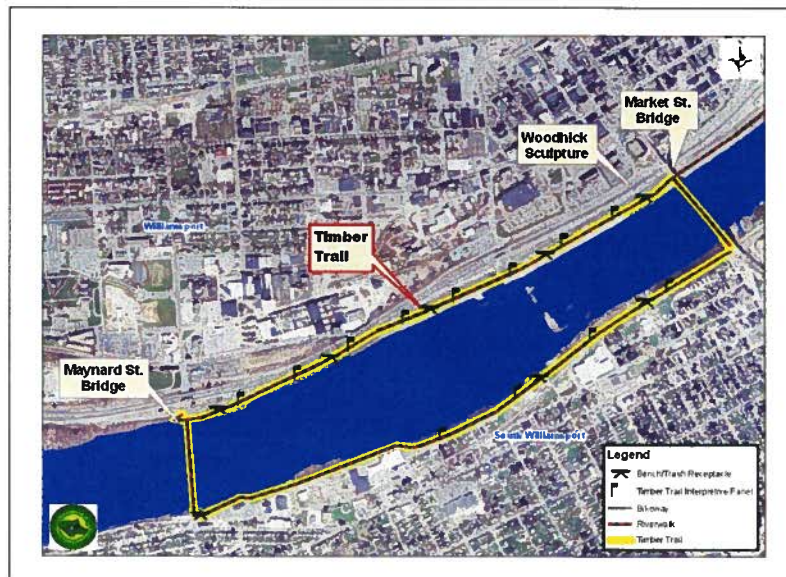 Market St.
Bridge
Woodhick
Sculpture
Williamsport
Timber
Trail
Maynard St.
Bridge
South Williamsport
Legend
Bench/Trash Receptacle
Timber Trail Interpretive Panel
Bikeway
Riverwalk
Timber Trail